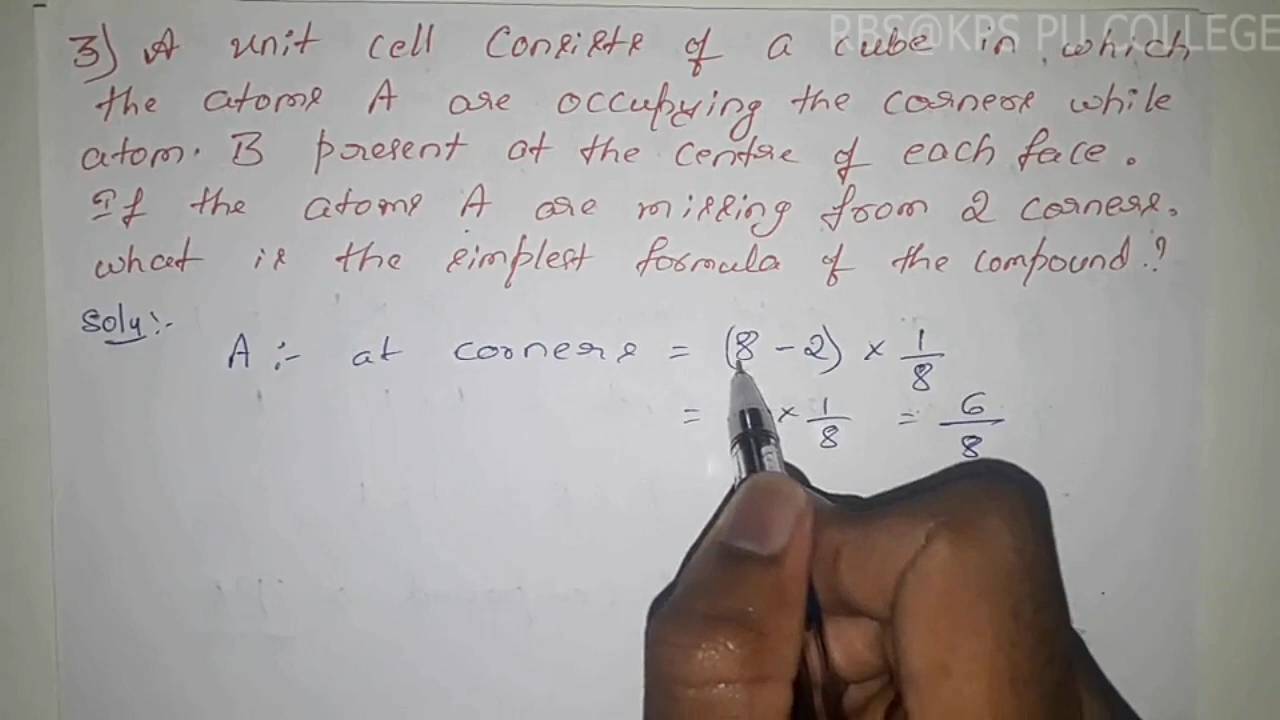 RBS@KPS PU COLLEGE
3) A unit cell consists of a cube in which
the atoms A are occupying the corners while
atom. B present at the centre of each face.
If the atoms A are missing from 2 corners.
what is the simplest formula of the compound.?
Soln:-
A :- at corners = (8 - 2) × 1/8
= × 1/8 = 6/8